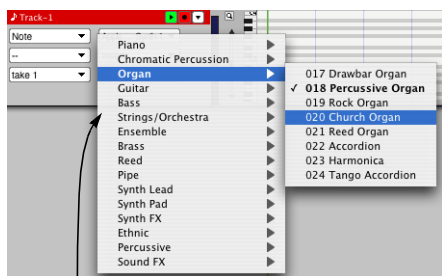 Track-1
Note
--
take 1
Piano
Chromatic Percussion
Organ
Guitar
Bass
Strings/Orchestra
Ensemble
Brass
Reed
Pipe
Synth Lead
Synth Pad
Synth FX
Ethnic
Percussive
Sound FX
017 Drawbar Organ
✓ 018 Percussive Organ
019 Rock Organ
020 Church Organ
021 Reed Organ
022 Accordion
023 Harmonica
024 Tango Accordion